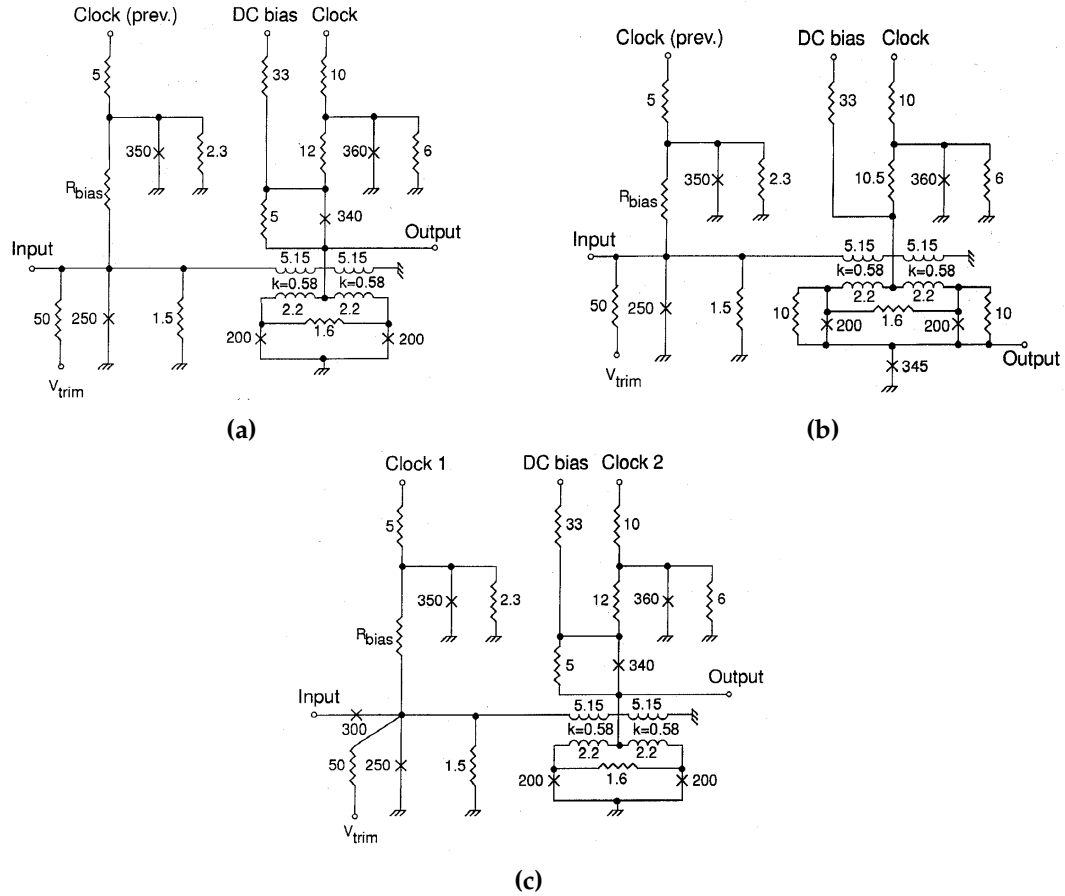 Clock (prev.) DC bias Clock
5 33 10
350 2.3 12 360 6
R_bias
5 340
Input Output
5.15 5.15
k=0.58 k=0.58
50 250 1.5 2.2 2.2
200 1.6 200
V_trim
(a)
Clock (prev.) DC bias Clock
5 33 10
350 2.3 10.5 360 6
R_bias
Input 5.15 5.15
k=0.58 k=0.58
50 250 1.5 2.2 2.2
10 200 1.6 200 10
Output
345
V_trim
(b)
Clock 1 DC bias Clock 2
5 33 10
350 2.3 12 360 6
R_bias
5 340
Input Output
300 5.15 5.15
k=0.58 k=0.58
50 250 1.5 2.2 2.2
200 1.6 200
V_trim
(c)